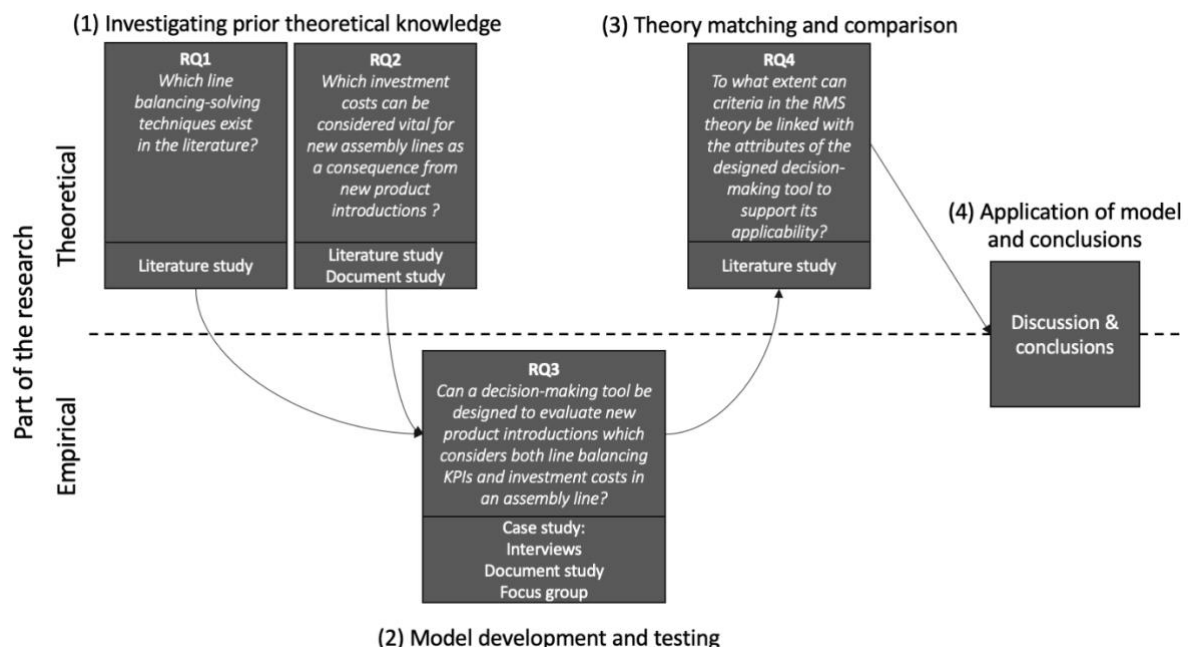 (1) Investigating prior theoretical knowledge
RQ1
Which line
balancing-solving
techniques exist
in the literature?
Literature study
RQ2
Which investment
costs can be
considered vital for
new assembly lines as
a consequence from
new product
introductions ?
Literature study
Document study
(3) Theory matching and comparison
RQ4
To what extent can
criteria in the RMS
theory be linked with
the attributes of the
designed decision-
making tool to
support its
applicability?
Literature study
(4) Application of model
and conclusions
Discussion &
conclusions
Part of the research
Theoretical
Empirical
RQ3
Can a decision-making tool be
designed to evaluate new
product introductions which
considers both line balancing
KPIs and investment costs in
an assembly line?
Case study:
Interviews
Document study
Focus group
(2) Model development and testing